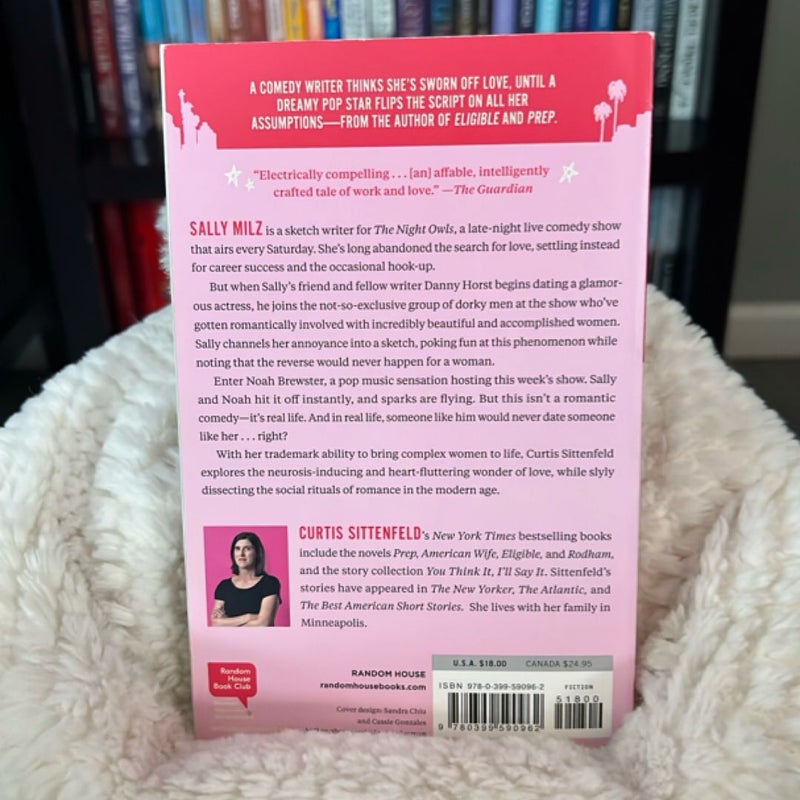 A COMEDY WRITER THINKS SHE'S SWORN OFF LOVE, UNTIL A
DREAMY POP STAR FLIPS THE SCRIPT ON ALL HER
ASSUMPTIONS—FROM THE AUTHOR OF ELIGIBLE AND PREP.
"Electrically compelling . . . [an] affable, intelligently
crafted tale of work and love." —The Guardian
SALLY MILZ is a sketch writer for The Night Owls, a late-night live comedy show
that airs every Saturday. She's long abandoned the search for love, settling instead
for career success and the occasional hook-up.
But when Sally's friend and fellow writer Danny Horst begins dating a glamor-
ous actress, he joins the not-so-exclusive group of dorky men at the show who've
gotten romantically involved with incredibly beautiful and accomplished women.
Sally channels her annoyance into a sketch, poking fun at this phenomenon while
noting that the reverse would never happen for a woman.
Enter Noah Brewster, a pop music sensation hosting this week's show. Sally
and Noah hit it off instantly, and sparks are flying. But this isn't a romantic
comedy—it's real life. And in real life, someone like him would never date someone
like her . . . right?
With her trademark ability to bring complex women to life, Curtis Sittenfeld
explores the neurosis-inducing and heart-fluttering wonder of love, while slyly
dissecting the social rituals of romance in the modern age.
CURTIS SITTENFELD's New York Times bestselling books
include the novels Prep, American Wife, Eligible, and Rodham,
and the story collection You Think It, I'll Say It. Sittenfeld's
stories have appeared in The New Yorker, The Atlantic, and
The Best American Short Stories. She lives with her family in
Minneapolis.
Random
House
Book Club
RANDOM HOUSE
randomhousebooks.com
Cover design: Sandra Chiu
and Cassie Gonzales
U.S.A. $18.00 CANADA $24.95
ISBN 978-0-399-59096-2 FICTION
51800
9 780399 590962